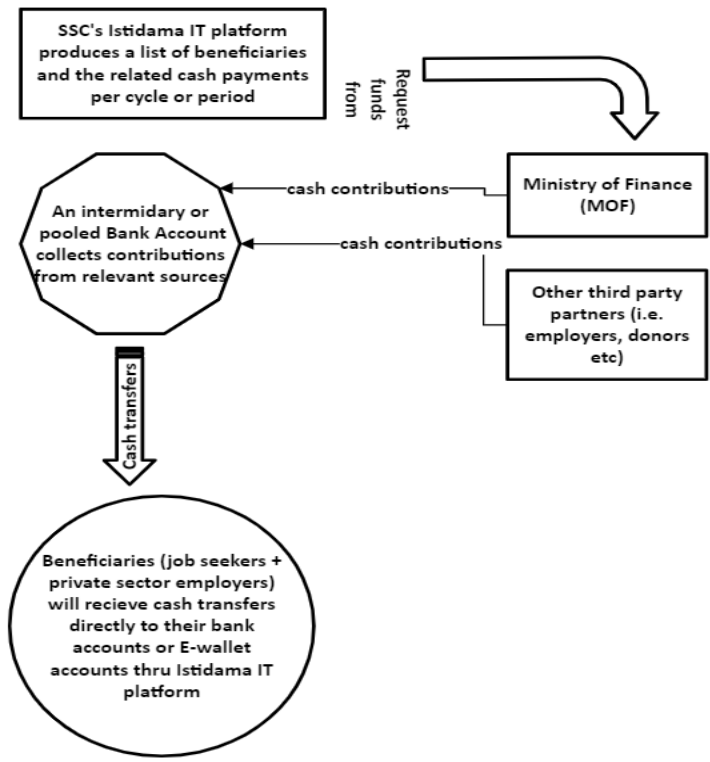 SSC's Istidama IT platform
produces a list of beneficiaries
and the related cash payments
per cycle or period
Request
funds
from
Ministry of Finance
(MOF)
cash contributions
An intermidary or
pooled Bank Account
collects contributions
from relevant sources
cash contributions
Other third party
partners (i.e.
employers, donors
etc)
Cash transfers
Beneficiaries (job seekers +
private sector employers)
will recieve cash transfers
directly to their bank
accounts or E-wallet
accounts thru Istidama IT
platform